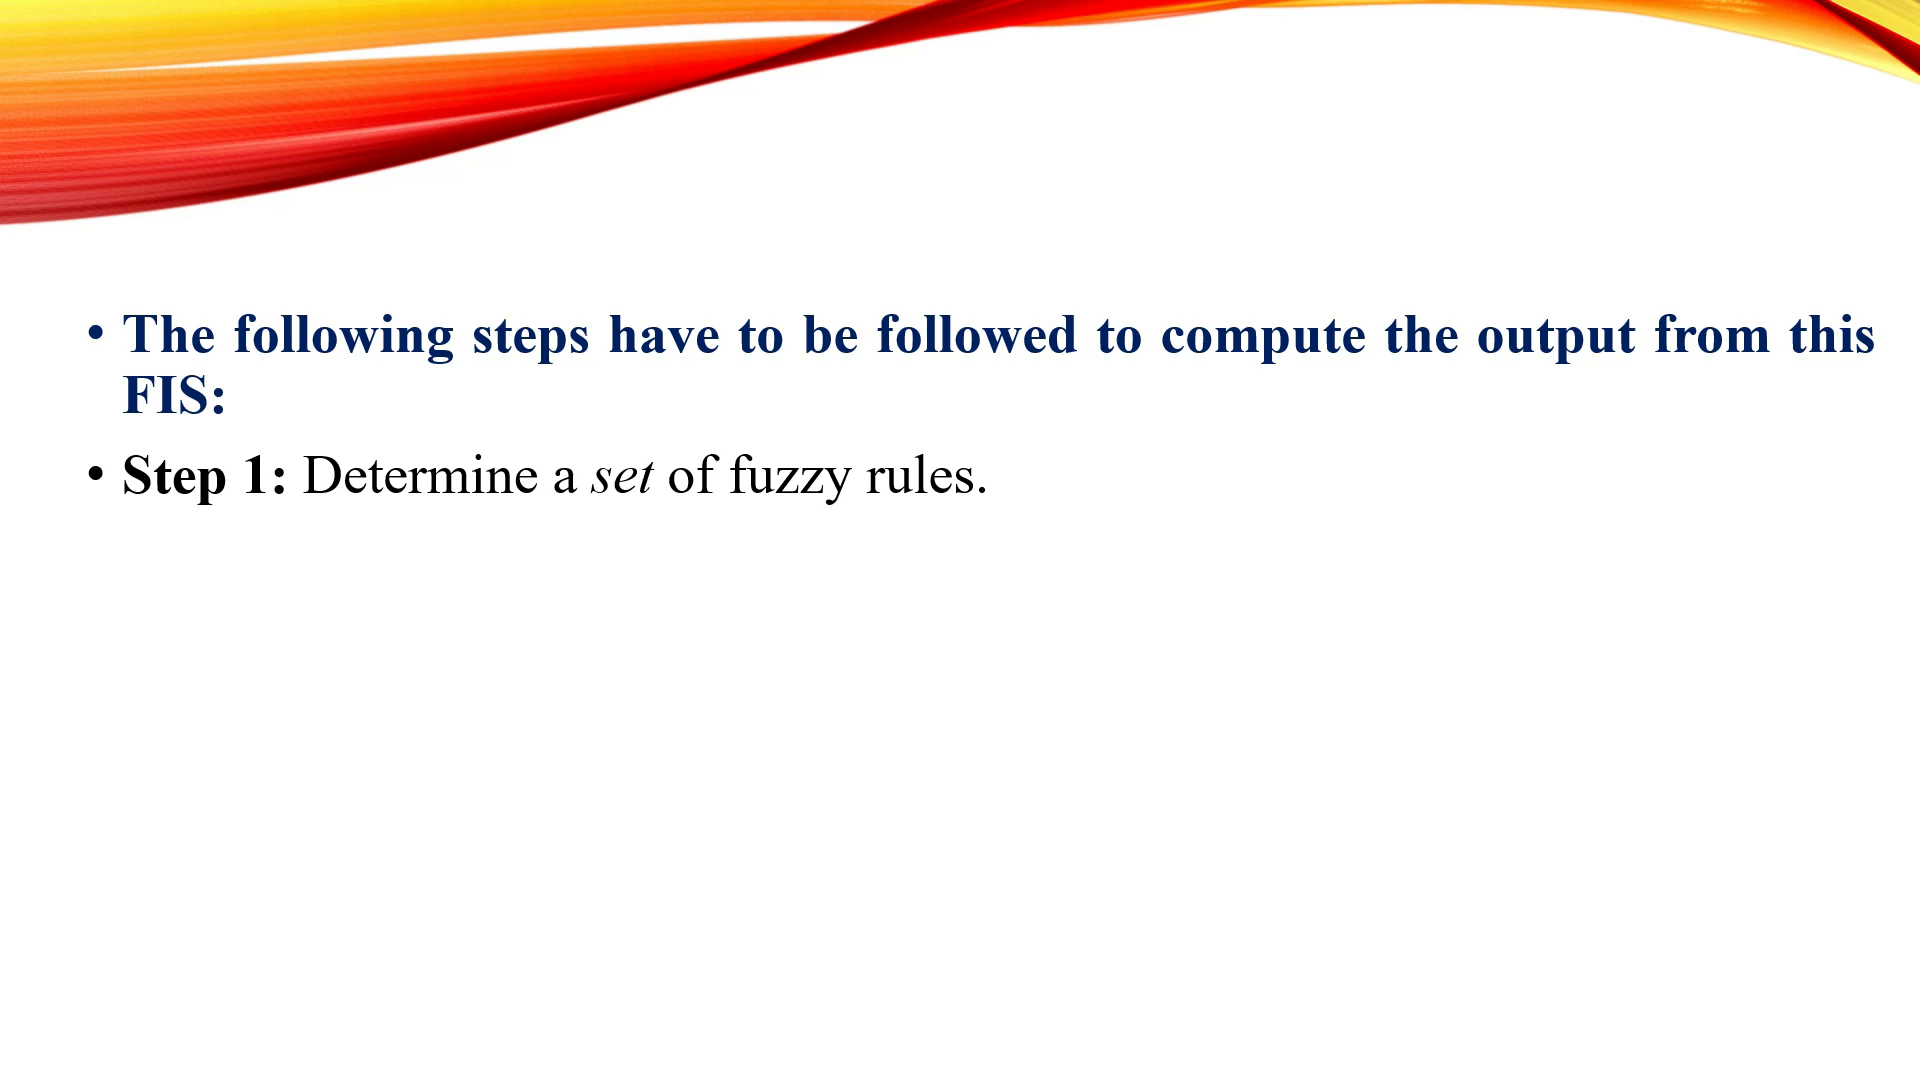 • The following steps have to be followed to compute the output from this
FIS:
• Step 1: Determine a set of fuzzy rules.